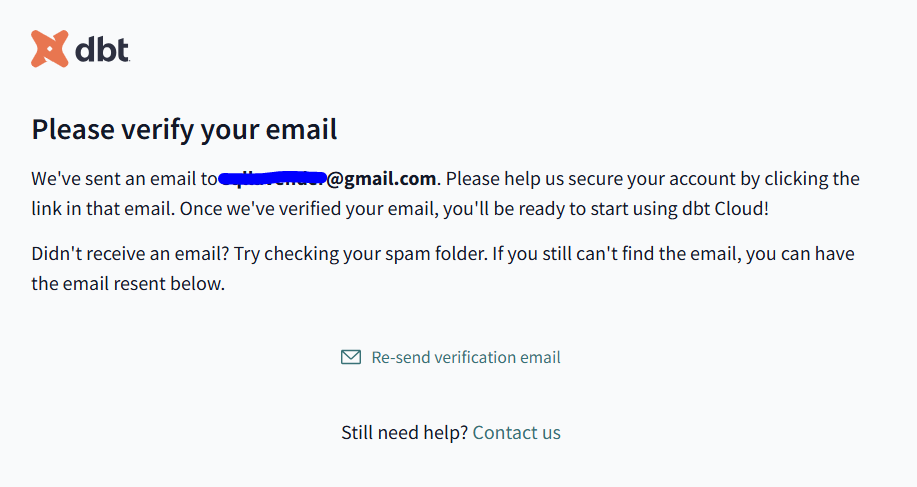 dbt
Please verify your email
We've sent an email to @gmail.com. Please help us secure your account by clicking the
link in that email. Once we've verified your email, you'll be ready to start using dbt Cloud!
Didn't receive an email? Try checking your spam folder. If you still can't find the email, you can have
the email resent below.
Re-send verification email
Still need help? Contact us